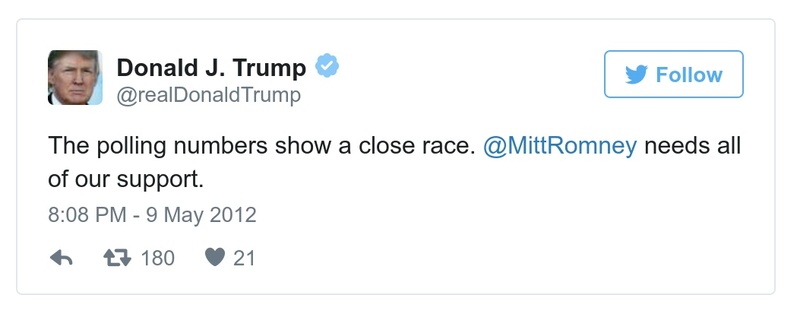 Donald J. Trump
@realDonaldTrump
Follow
The polling numbers show a close race. @MittRomney needs all
of our support.
8:08 PM - 9 May 2012
180
21